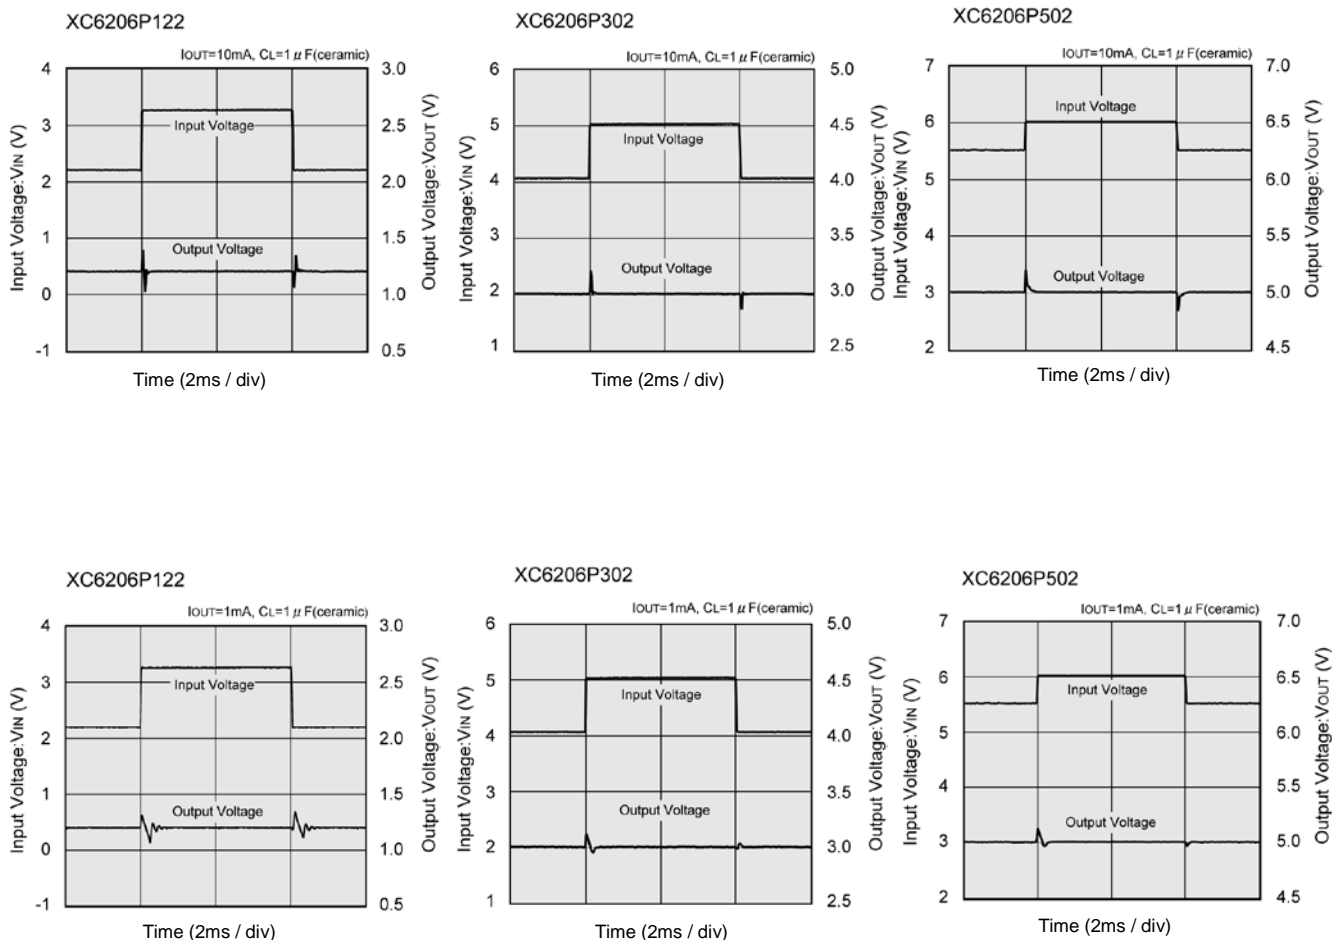 XC6206P122
IOUT=10mA, CL=1 μ F(ceramic)
4
3
2
1
0
-1
3.0
2.5
2.0
1.5
1.0
0.5
Input Voltage:VIN (V)
Output Voltage:VOUT (V)
Input Voltage
Output Voltage
Time (2ms / div)
XC6206P302
IOUT=10mA, CL=1 μ F(ceramic)
6
5
4
3
2
1
5.0
4.5
4.0
3.5
3.0
2.5
Input Voltage:VIN (V)
Output Voltage:VOUT (V)
Input Voltage
Output Voltage
Time (2ms / div)
XC6206P502
IOUT=10mA, CL=1 μ F(ceramic)
7
6
5
4
3
2
7.0
6.5
6.0
5.5
5.0
4.5
Input Voltage:VIN (V)
Output Voltage:VOUT (V)
Input Voltage
Output Voltage
Time (2ms / div)
XC6206P122
IOUT=1mA, CL=1 μ F(ceramic)
4
3
2
1
0
-1
3.0
2.5
2.0
1.5
1.0
0.5
Input Voltage:VIN (V)
Output Voltage:VOUT (V)
Input Voltage
Output Voltage
Time (2ms / div)
XC6206P302
IOUT=1mA, CL=1 μ F(ceramic)
6
5
4
3
2
1
5.0
4.5
4.0
3.5
3.0
2.5
Input Voltage:VIN (V)
Output Voltage:VOUT (V)
Input Voltage
Output Voltage
Time (2ms / div)
XC6206P502
IOUT=1mA, CL=1 μ F(ceramic)
7
6
5
4
3
2
7.0
6.5
6.0
5.5
5.0
4.5
Input Voltage:VIN (V)
Output Voltage:VOUT (V)
Input Voltage
Output Voltage
Time (2ms / div)